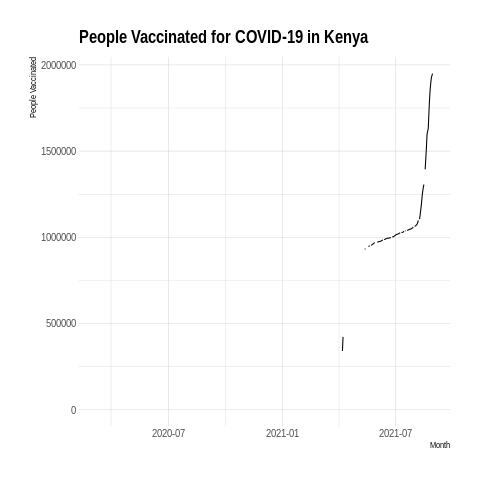 People Vaccinated for COVID-19 in Kenya
People Vaccinated
2000000
1500000
1000000
500000
0
2020-07
2021-01
2021-07
Month